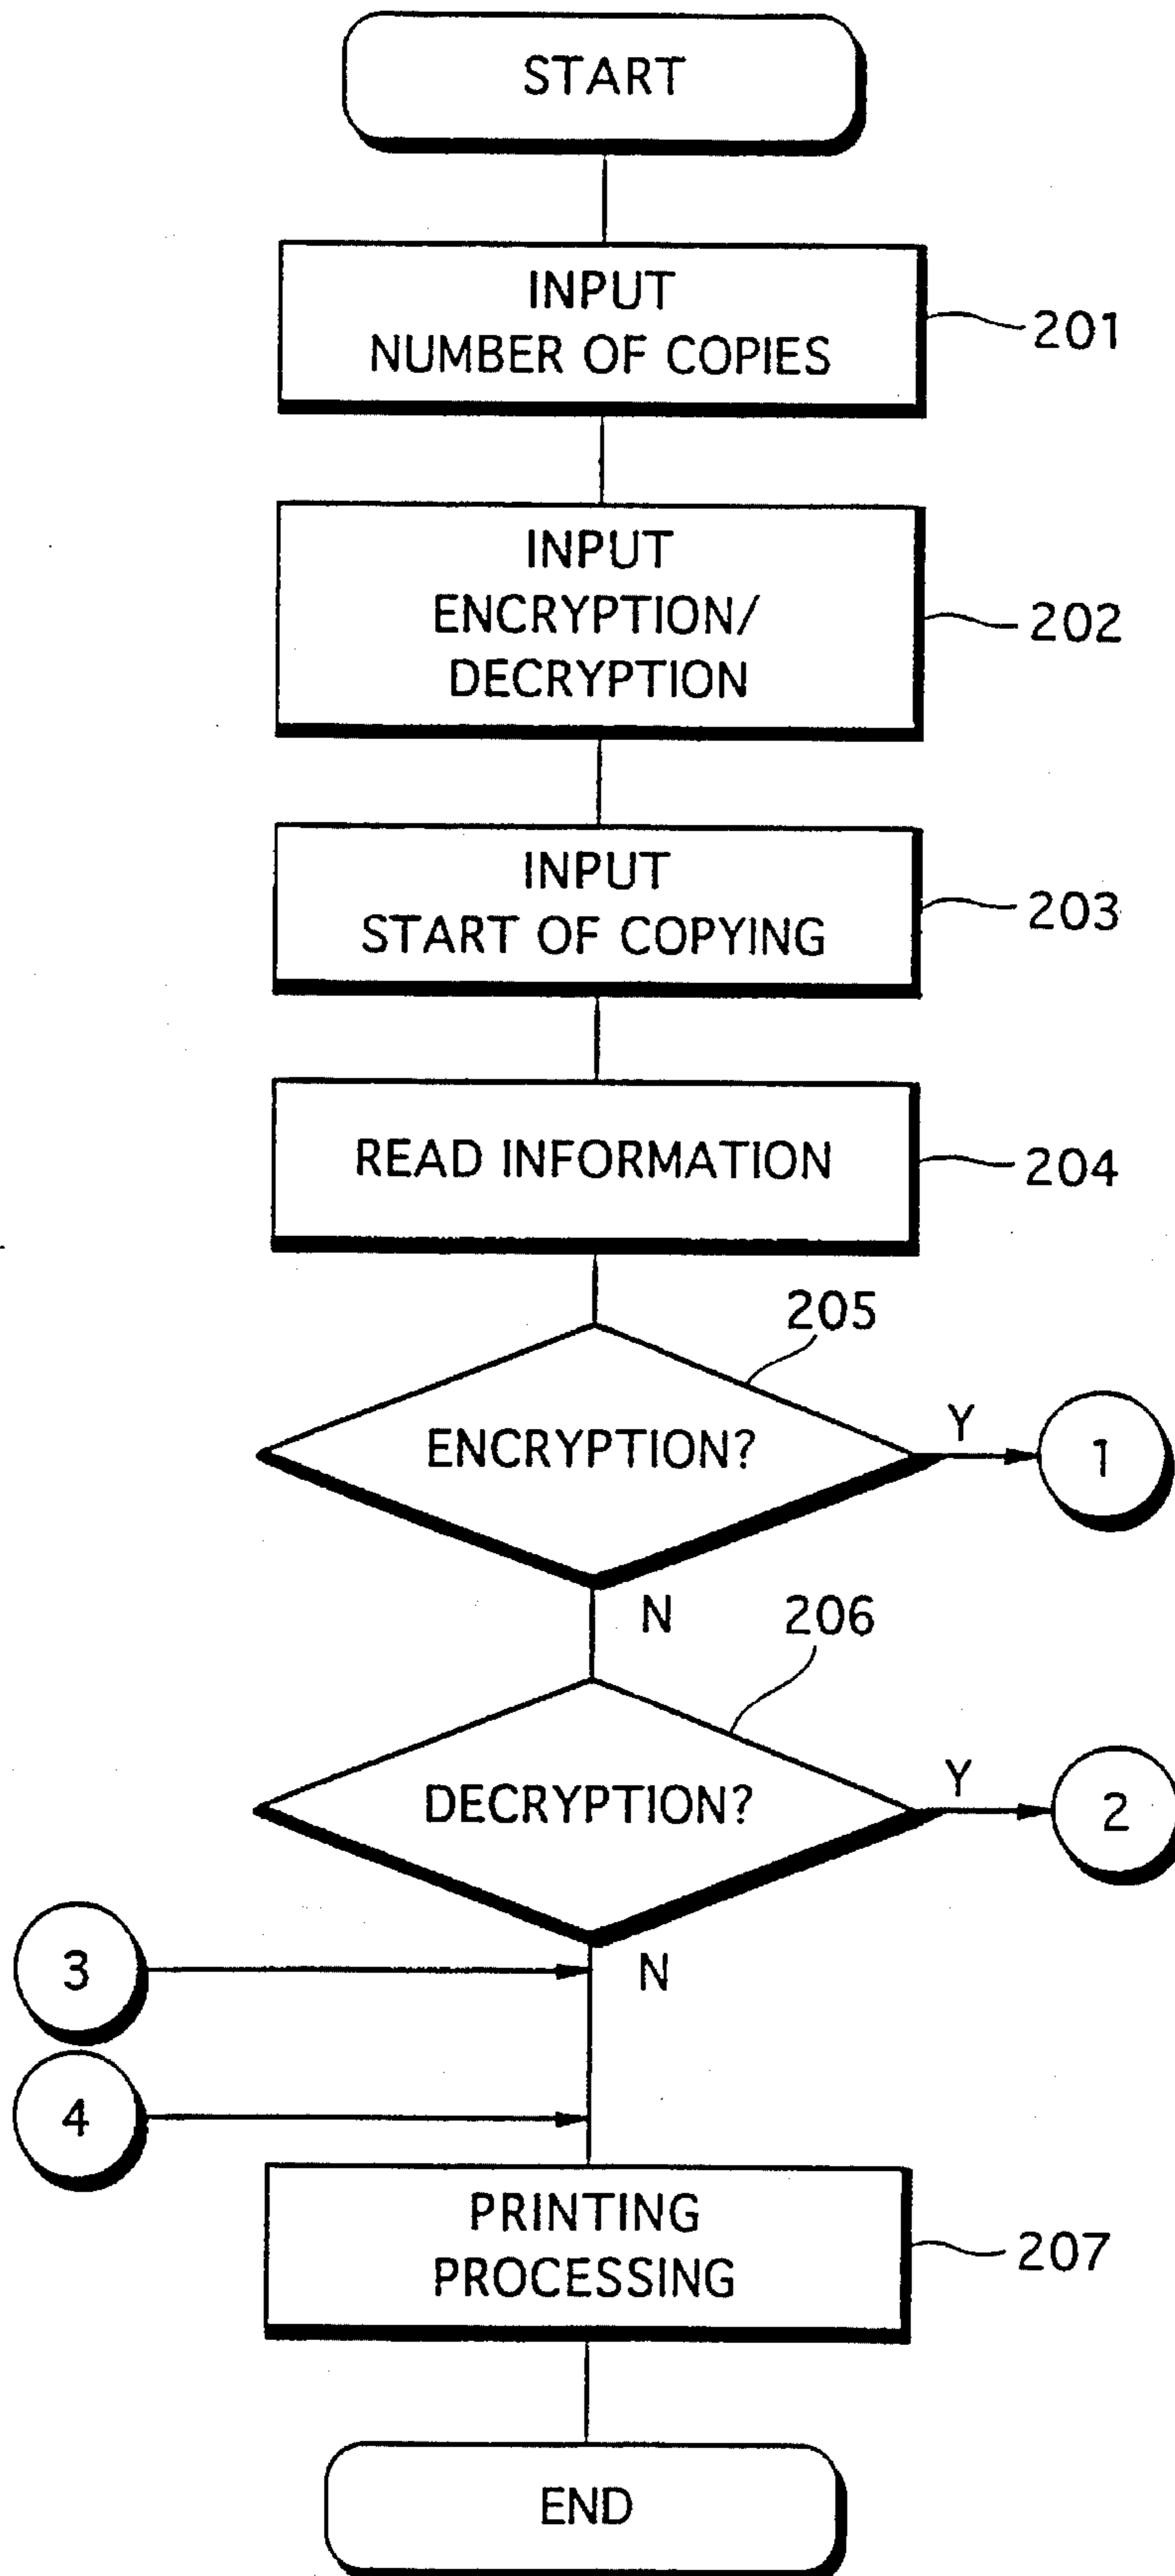 START
INPUT
NUMBER OF COPIES
201
INPUT
ENCRYPTION/
DECRYPTION
202
INPUT
START OF COPYING
203
READ INFORMATION
204
205
ENCRYPTION?
Y
1
N
206
DECRYPTION?
Y
2
3
N
4
PRINTING
PROCESSING
207
END